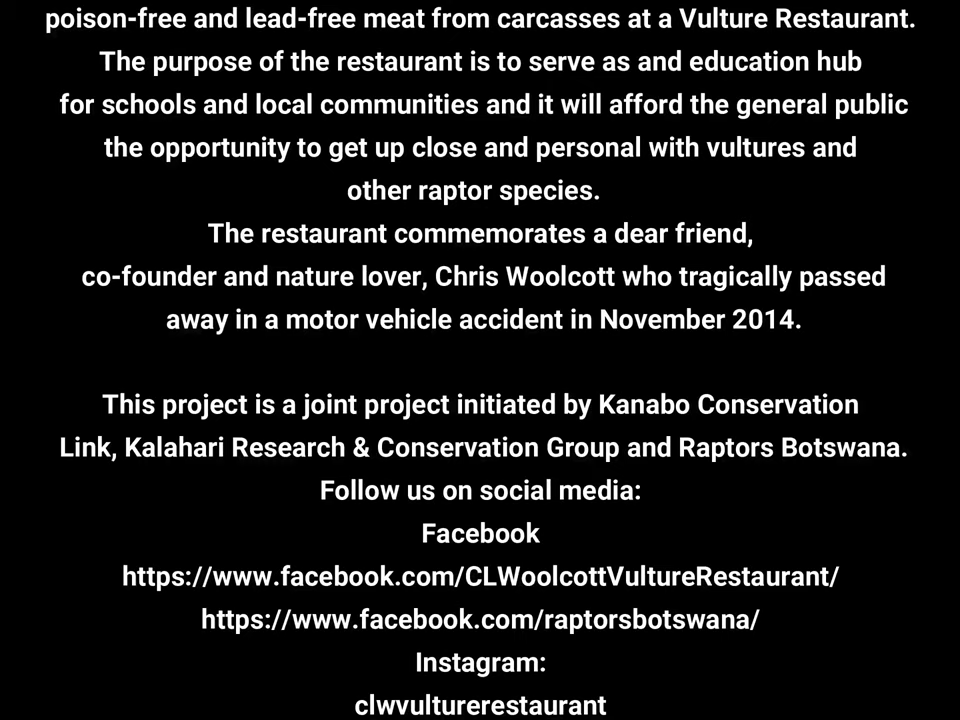 poison-free and lead-free meat from carcasses at a Vulture Restaurant.
The purpose of the restaurant is to serve as and education hub
for schools and local communities and it will afford the general public
the opportunity to get up close and personal with vultures and
other raptor species.
The restaurant commemorates a dear friend,
co-founder and nature lover, Chris Woolcott who tragically passed
away in a motor vehicle accident in November 2014.
This project is a joint project initiated by Kanabo Conservation
Link, Kalahari Research & Conservation Group and Raptors Botswana.
Follow us on social media:
Facebook
https://www.facebook.com/CLWoolcottVultureRestaurant/
https://www.facebook.com/raptorsbotswana/
Instagram:
clwvulturerestaurant